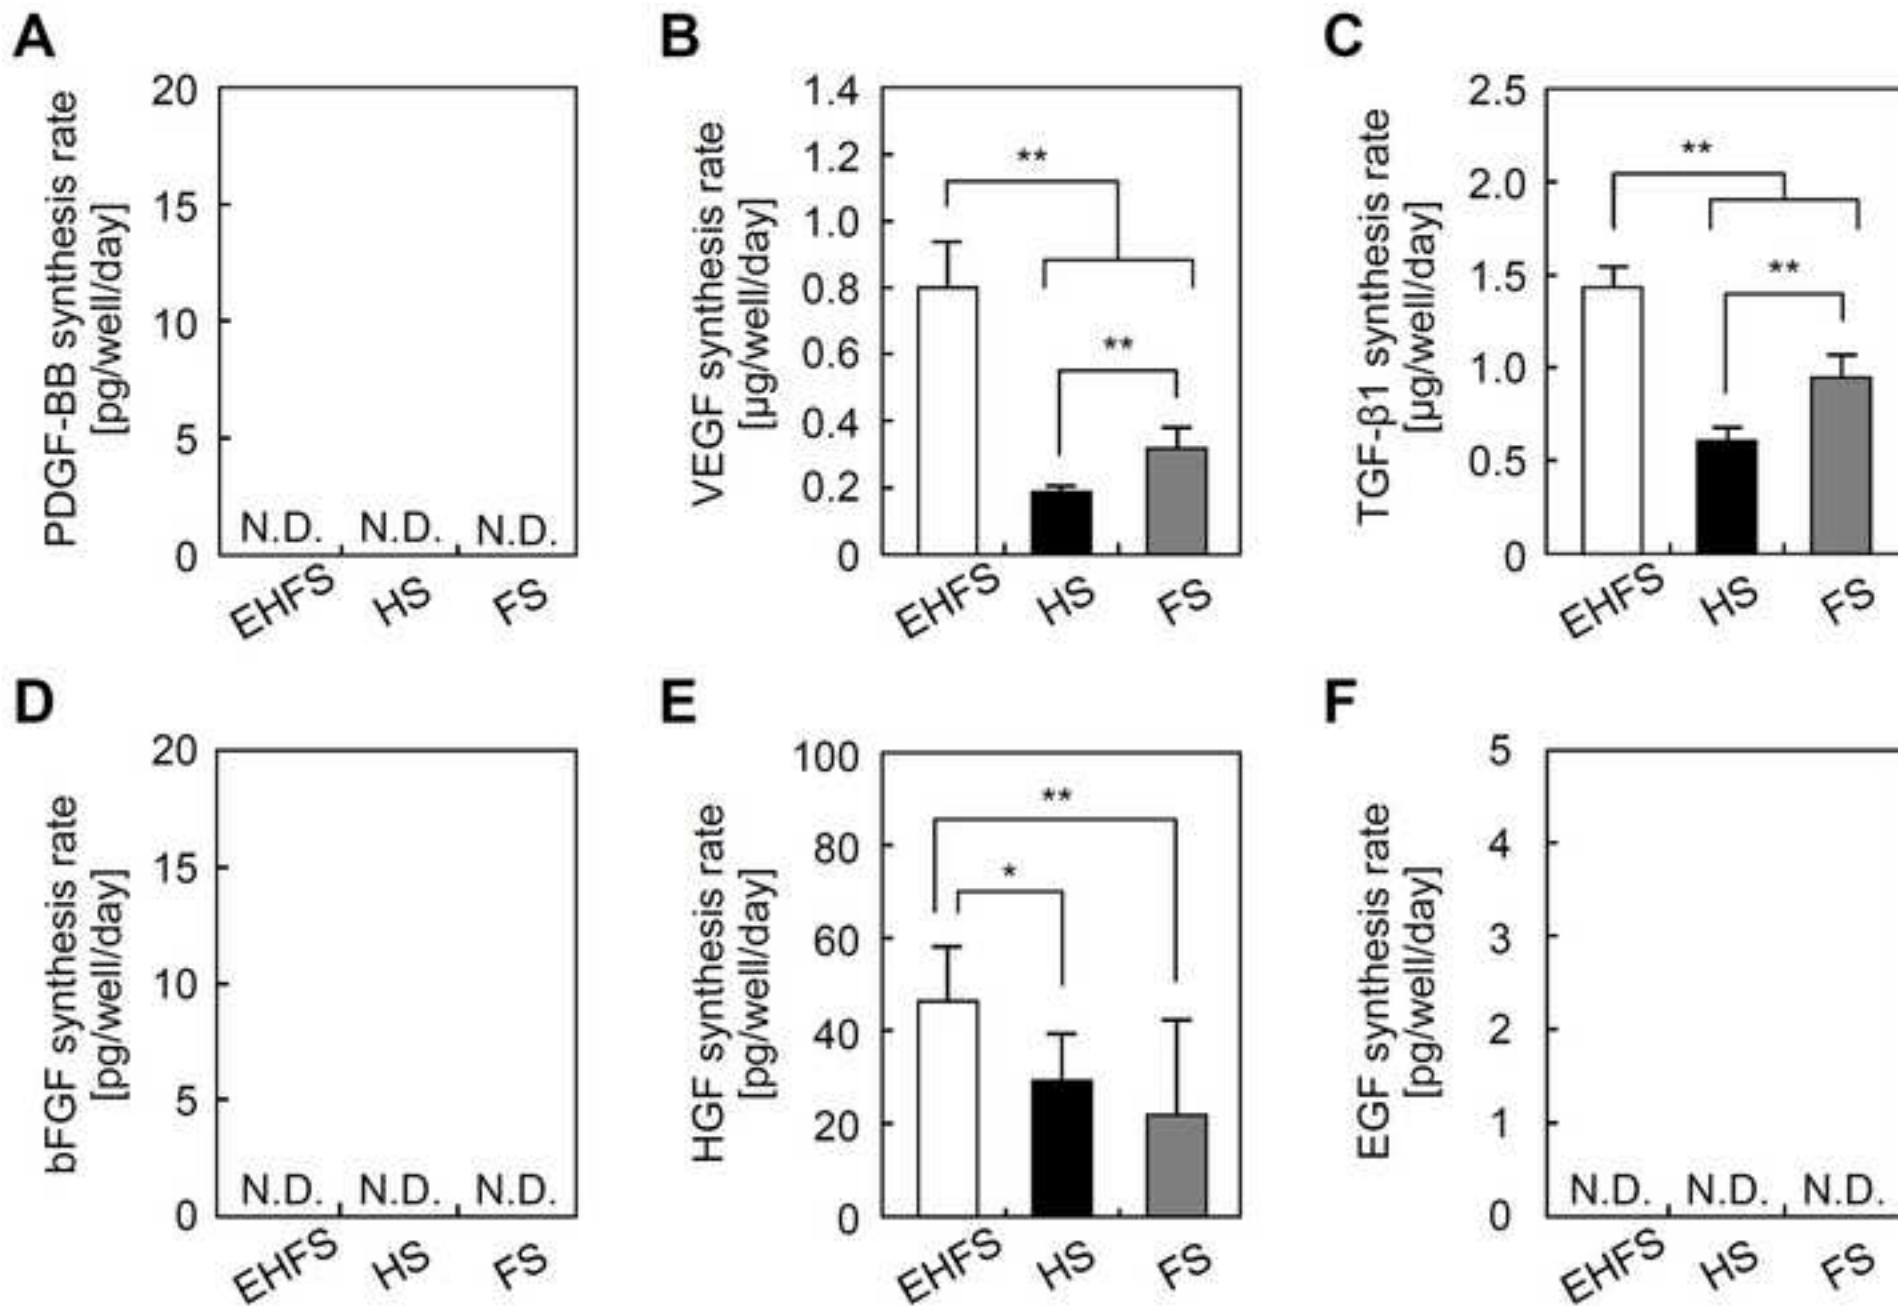 A
PDGF-BB synthesis rate
[pg/well/day]
20
15
10
5
0
N.D. N.D. N.D.
EHFS HS FS
B
VEGF synthesis rate
[µg/well/day]
1.4
1.2
1.0
0.8
0.6
0.4
0.2
0
**
**
EHFS HS FS
C
TGF-β1 synthesis rate
[µg/well/day]
2.5
2.0
1.5
1.0
0.5
0
**
**
EHFS HS FS
D
bFGF synthesis rate
[pg/well/day]
20
15
10
5
0
N.D. N.D. N.D.
EHFS HS FS
E
HGF synthesis rate
[pg/well/day]
100
80
60
40
20
0
**
*
EHFS HS FS
F
EGF synthesis rate
[pg/well/day]
5
4
3
2
1
0
N.D. N.D. N.D.
EHFS HS FS